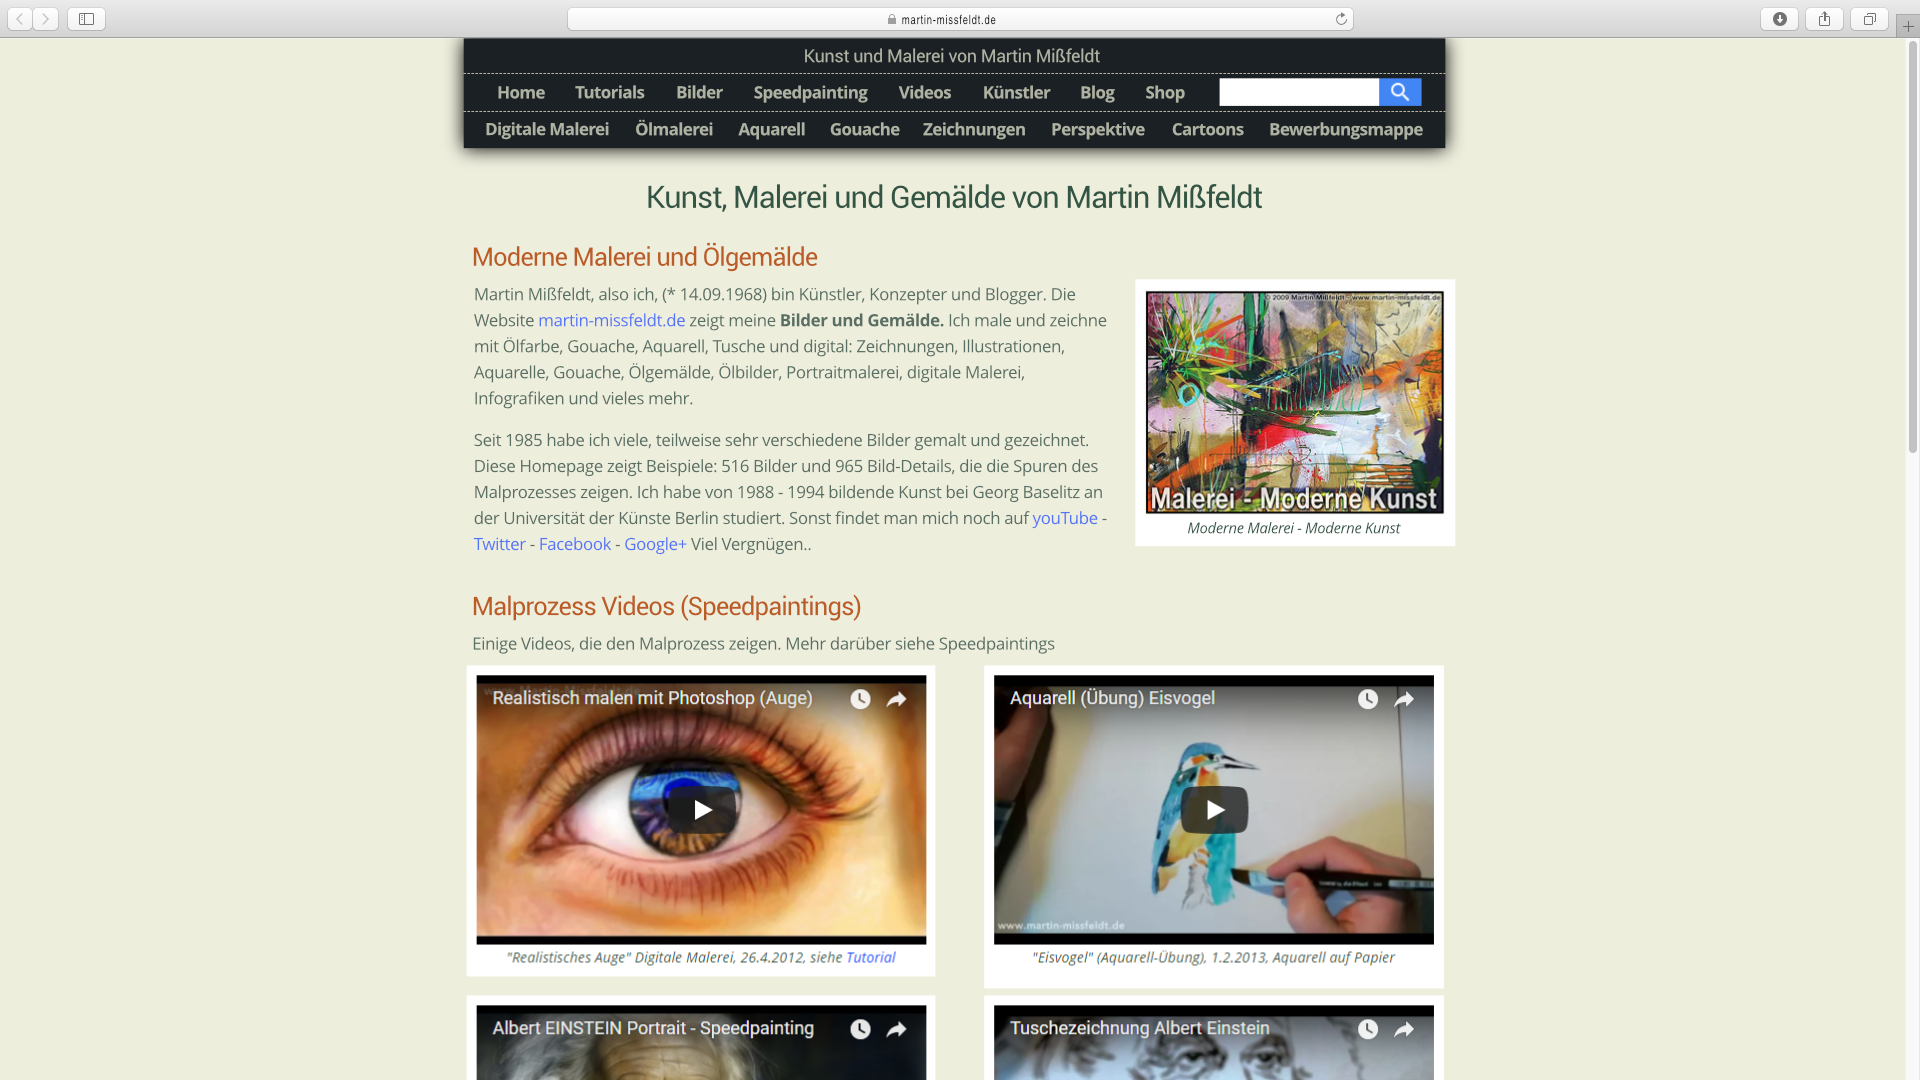 martin-missfeldt.de
Kunst und Malerei von Martin Mißfeldt
Home Tutorials Bilder Speedpainting Videos Künstler Blog Shop
Digitale Malerei Ölmalerei Aquarell Gouache Zeichnungen Perspektive Cartoons Bewerbungsmappe
Kunst, Malerei und Gemälde von Martin Mißfeldt
Moderne Malerei und Ölgemälde
Martin Mißfeldt, also ich, (* 14.09.1968) bin Künstler, Konzepter und Blogger. Die
Website martin-missfeldt.de zeigt meine Bilder und Gemälde. Ich male und zeichne
mit Ölfarbe, Gouache, Aquarell, Tusche und digital: Zeichnungen, Illustrationen,
Aquarelle, Gouache, Ölgemälde, Ölbilder, Portraitmalerei, digitale Malerei,
Infografiken und vieles mehr.
Seit 1985 habe ich viele, teilweise sehr verschiedene Bilder gemalt und gezeichnet.
Diese Homepage zeigt Beispiele: 516 Bilder und 965 Bild-Details, die die Spuren des
Malprozesses zeigen. Ich habe von 1988 - 1994 bildende Kunst bei Georg Baselitz an
der Universität der Künste Berlin studiert. Sonst findet man mich noch auf youTube -
Twitter - Facebook - Google+ Viel Vergnügen..
© 2009 Martin Mißfeldt - www.martin-missfeldt.de
Malerei - Moderne Kunst
Moderne Malerei - Moderne Kunst
Malprozess Videos (Speedpaintings)
Einige Videos, die den Malprozess zeigen. Mehr darüber siehe Speedpaintings
Realistisch malen mit Photoshop (Auge)
"Realistisches Auge" Digitale Malerei, 26.4.2012, siehe Tutorial
Aquarell (Übung) Eisvogel
www.martin-missfeldt.de
"Eisvogel" (Aquarell-Übung), 1.2.2013, Aquarell auf Papier
Albert EINSTEIN Portrait - Speedpainting
Tuschezeichnung Albert Einstein